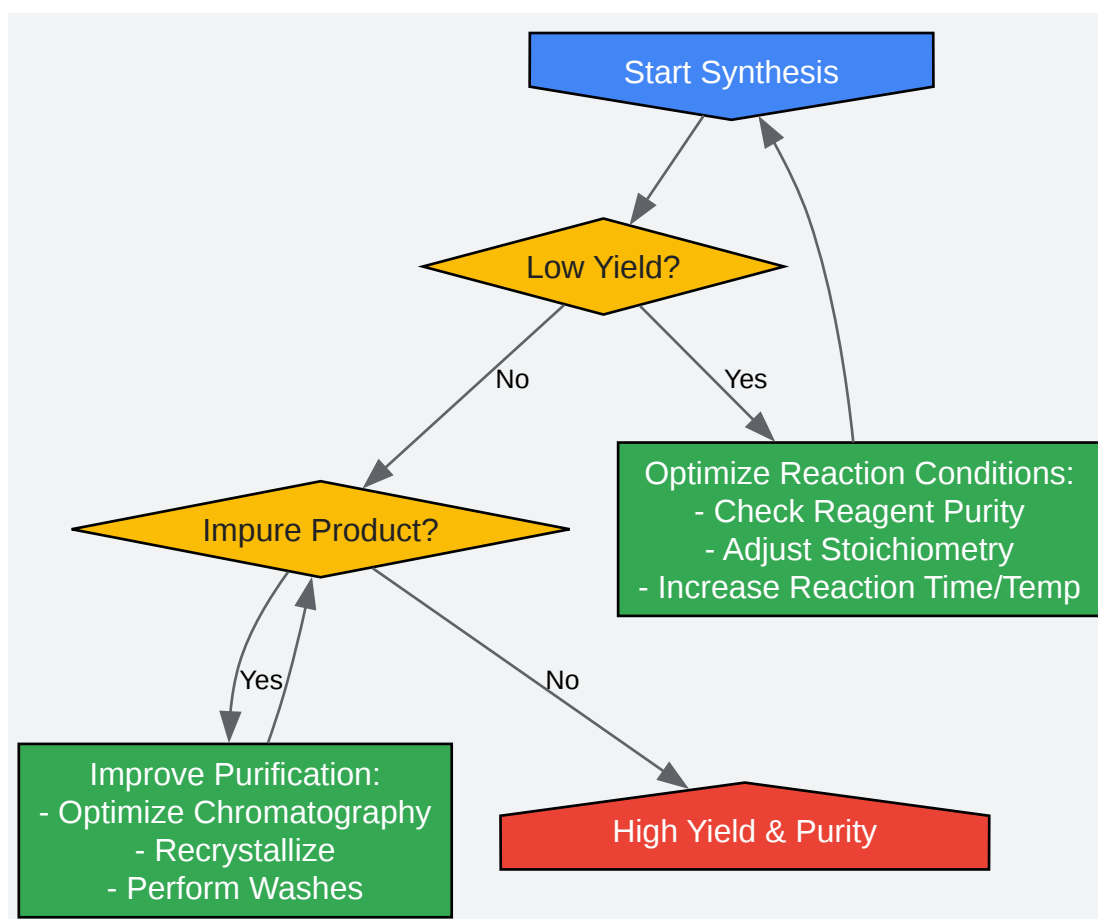 Start Synthesis
Low Yield?
No
Yes
Optimize Reaction Conditions:
- Check Reagent Purity
- Adjust Stoichiometry
- Increase Reaction Time/Temp
Impure Product?
Yes
No
Improve Purification:
- Optimize Chromatography
- Recrystallize
- Perform Washes
High Yield & Purity